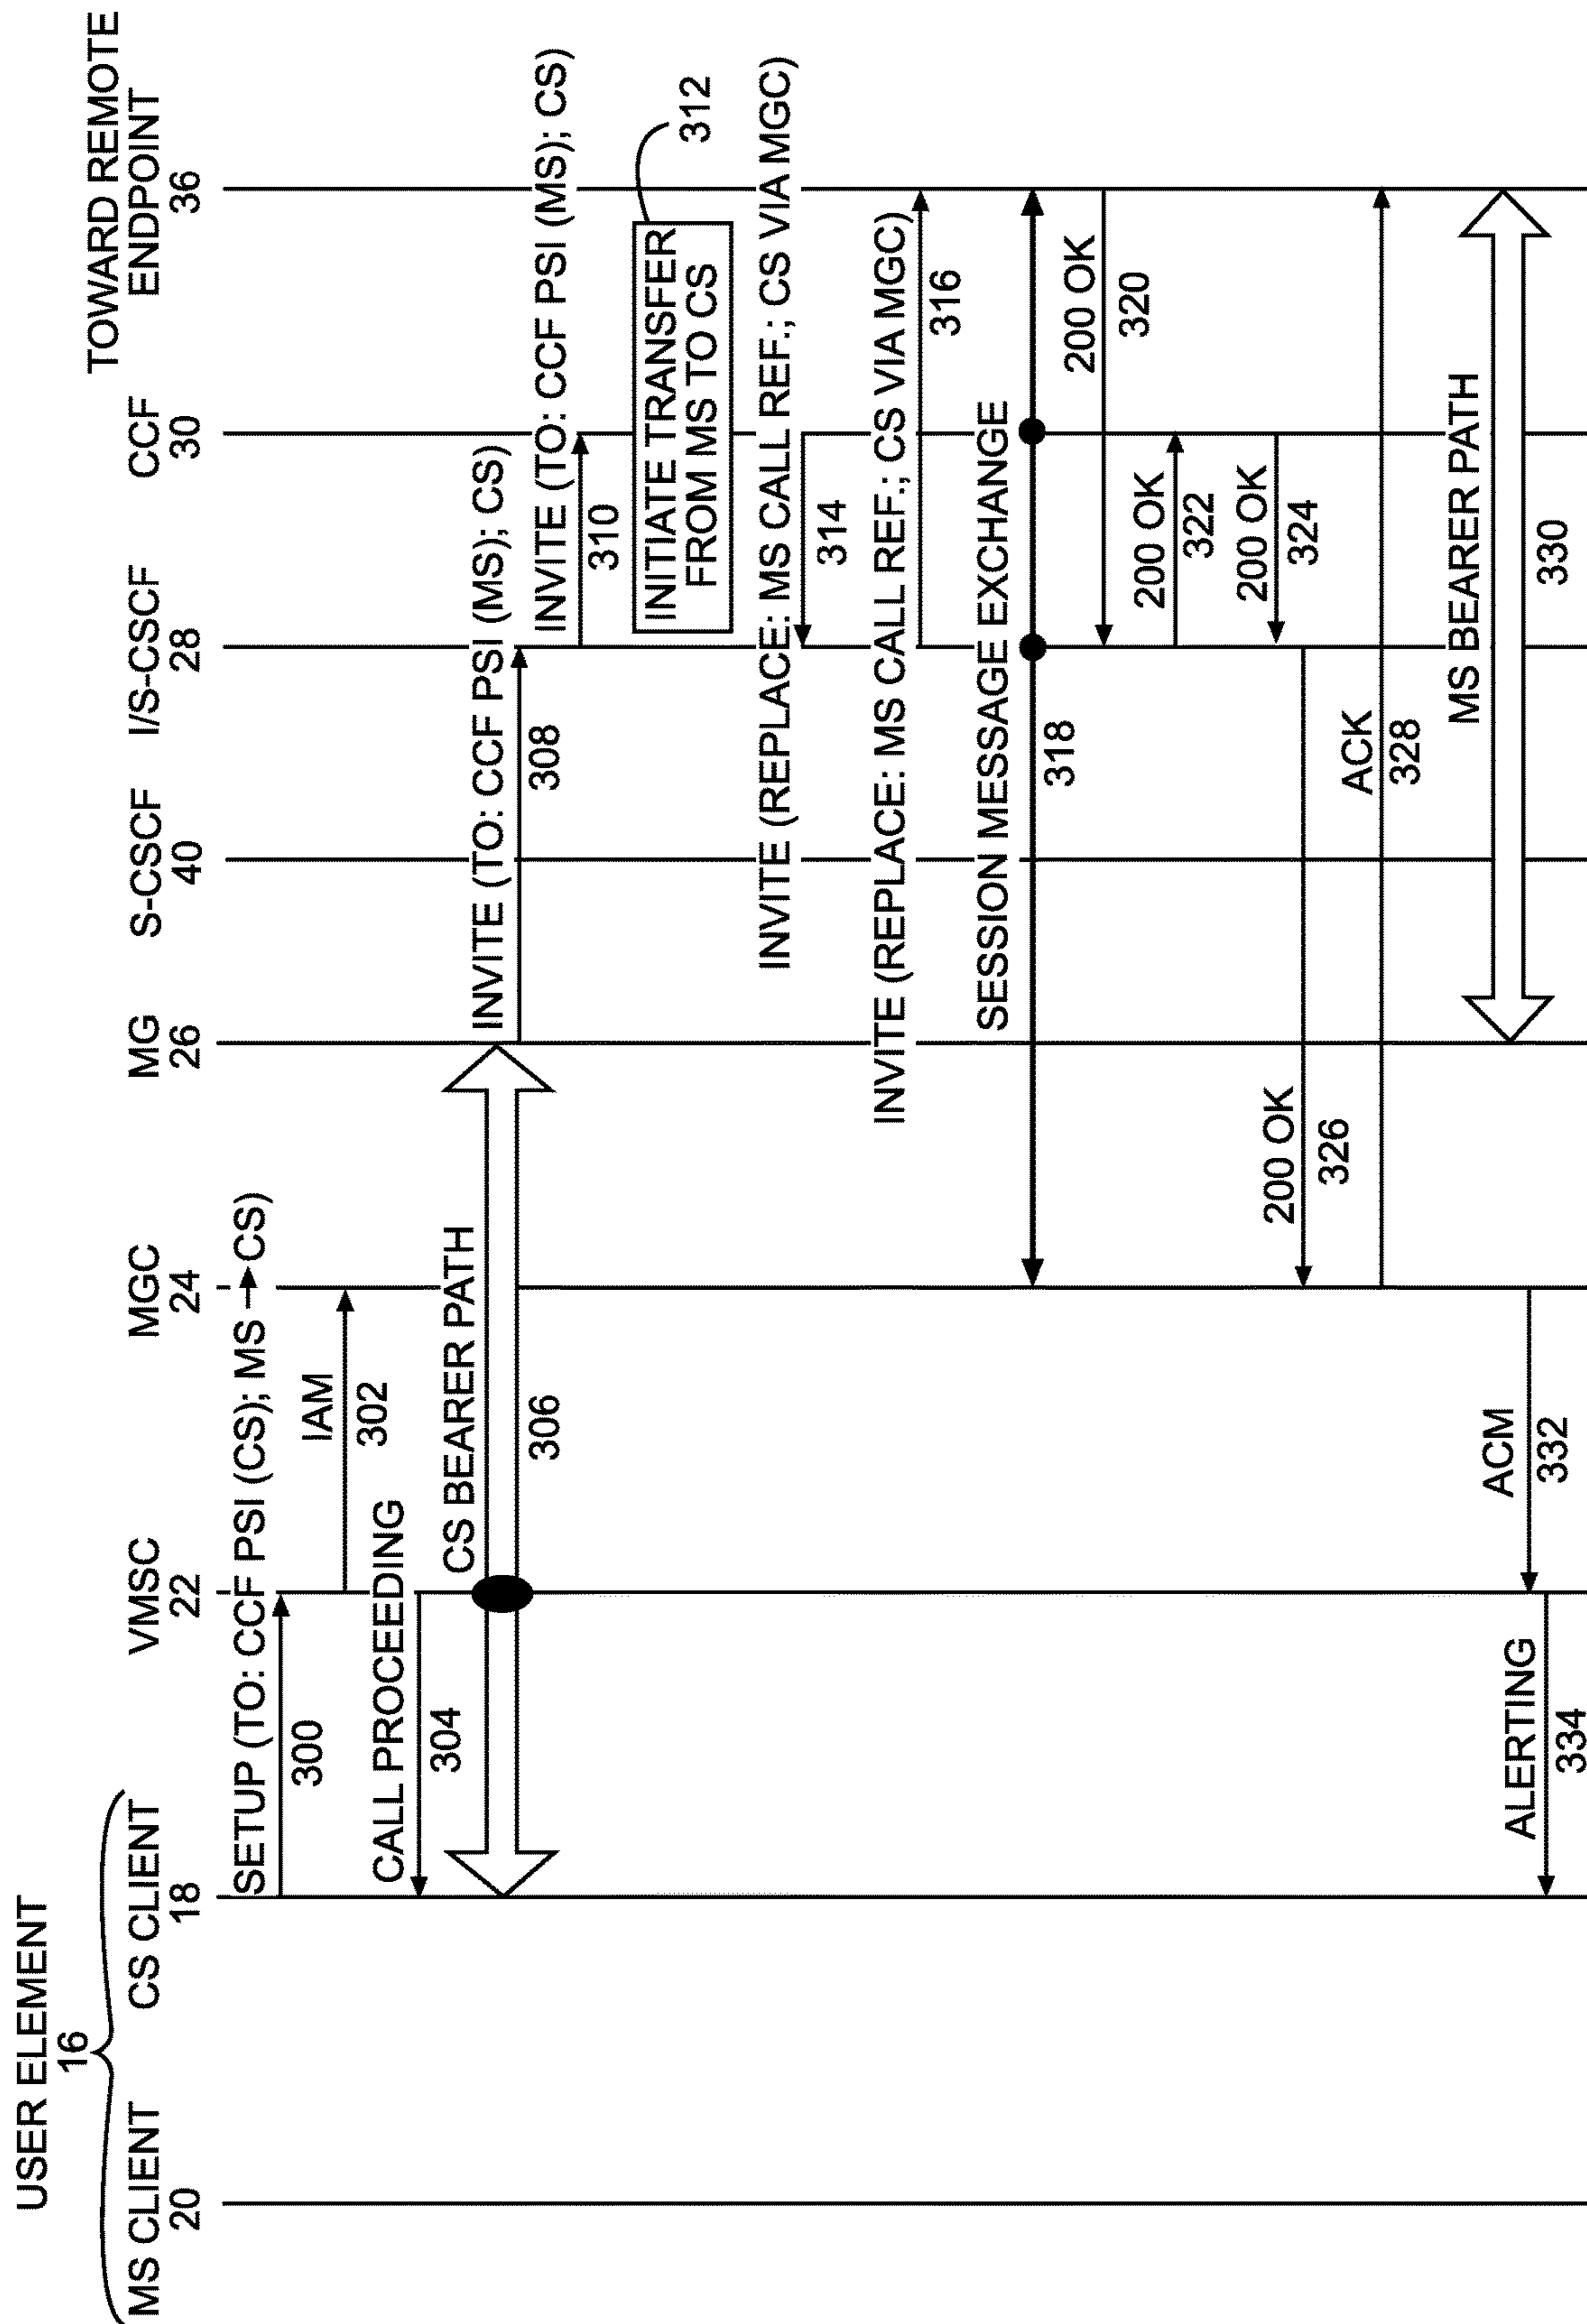 USER ELEMENT
16
MS CLIENT
20
CS CLIENT
18
VMSC
22
MGC
24
MG
26
S-CSCF
40
I/S-CSCF
28
CCF
30
TOWARD REMOTE
ENDPOINT
36
SETUP (TO: CCF PSI (CS); MS → CS)
300
IAM
302
CALL PROCEEDING
304
CS BEARER PATH
306
INVITE (TO: CCF PSI (MS); CS)
308
INVITE (TO: CCF PSI (MS); CS)
310
INITIATE TRANSFER
FROM MS TO CS
312
INVITE (REPLACE: MS CALL REF.; CS VIA MGC)
314
INVITE (REPLACE: MS CALL REF.; CS VIA MGC)
316
SESSION MESSAGE EXCHANGE
318
200 OK
320
200 OK
322
200 OK
324
200 OK
326
ACK
328
MS BEARER PATH
330
ACM
332
ALERTING
334